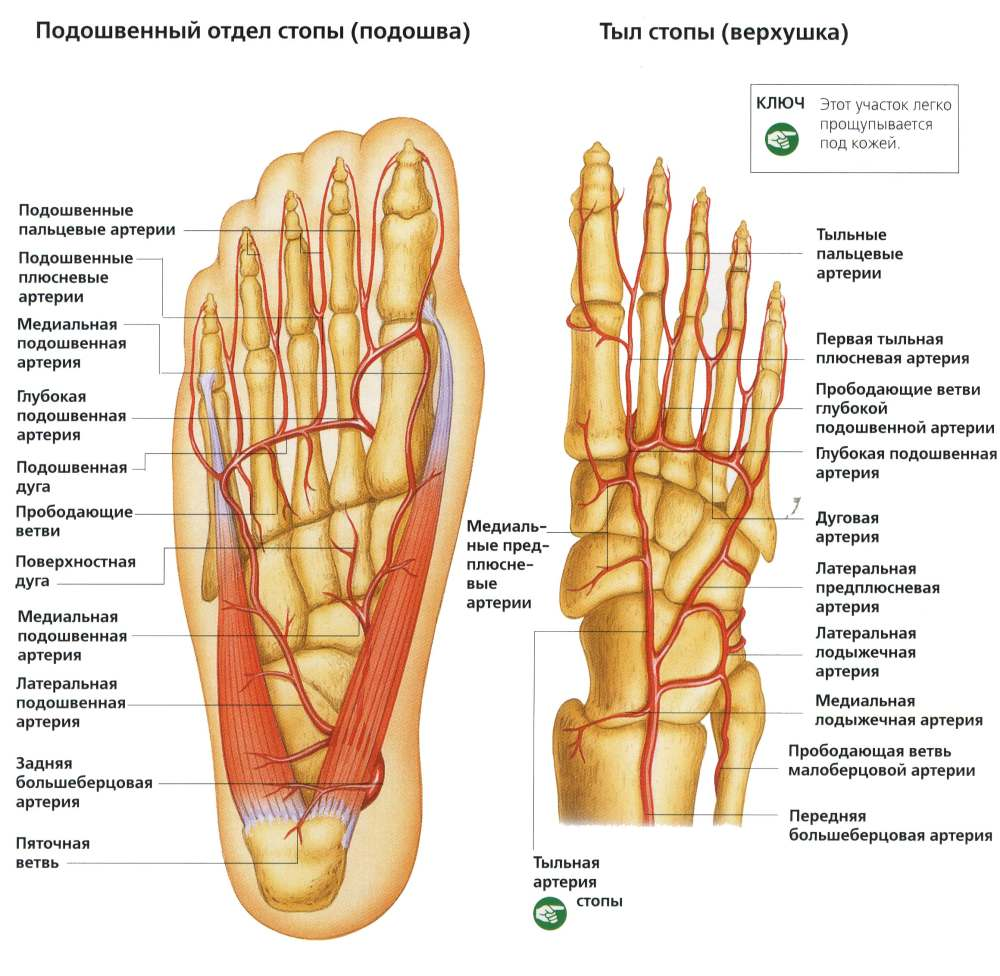 Подошвенный отдел стопы (подошва)
Тыл стопы (верхушка)
КЛЮЧ
Этот участок легко
прощупывается
под кожей.
Подошвенные
пальцевые артерии
Подошвенные
плюсневые
артерии
Медиальная
подошвенная
артерия
Глубокая
подошвенная
артерия
Подошвенная
дуга
Прободающие
ветви
Поверхностная
дуга
Медиальная
подошвенная
артерия
Латеральная
подошвенная
артерия
Задняя
большеберцовая
артерия
Пяточная
ветвь
Медиаль-
ные пред-
плюсне-
вые
артерии
Тыльная
артерия
стопы
Тыльные
пальцевые
артерии
Первая тыльная
плюсневая артерия
Прободающие ветви
глубокой
подошвенной артерии
Глубокая подошвенная
артерия
Дуговая
артерия
Латеральная
предплюсневая
артерия
Латеральная
лодыжечная
артерия
Медиальная
лодыжечная артерия
Прободающая ветвь
малоберцовой артерии
Передняя
большеберцовая артерия